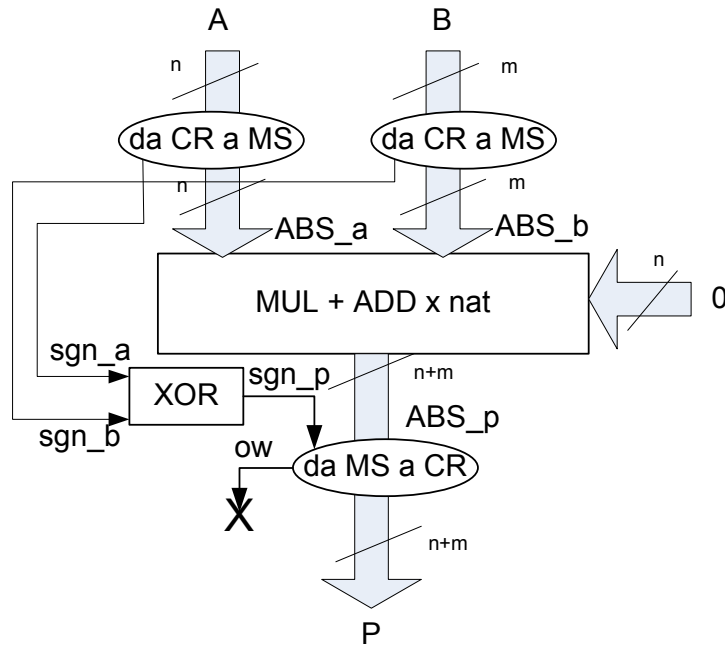 A B
n m
da CR a MS da CR a MS
n m
ABS_a ABS_b
n
MUL + ADD x nat 0
sgn_a sgn_p n+m
XOR
sgn_b ABS_p
ow
da MS a CR
X
n+m
P